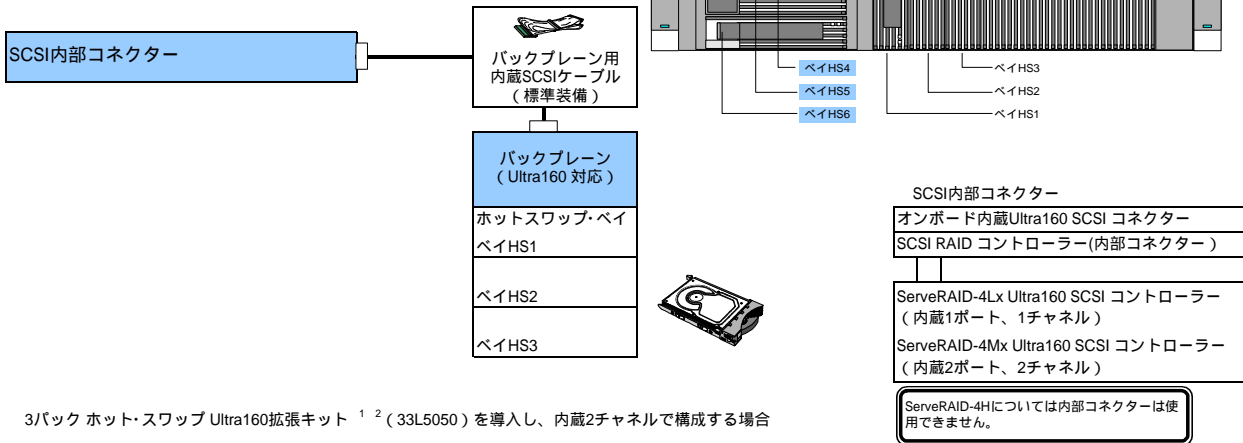 SCSI内部コネクター
バックプレーン用
内蔵SCSIケーブル
(標準装備)
バックプレーン
(Ultra160 対応)
ホットスワップ・ベイ
ベイHS1
ベイHS2
ベイHS3
ベイHS4
ベイHS5
ベイHS6
ベイHS3
ベイHS2
ベイHS1
SCSI内部コネクター
オンボード内蔵Ultra160 SCSI コネクター
SCSI RAID コントローラー(内部コネクター )
ServeRAID-4Lx Ultra160 SCSI コントローラー
(内蔵1ポート、1チャネル)
ServeRAID-4Mx Ultra160 SCSI コントローラー
(内蔵2ポート、2チャネル)
ServeRAID-4Hについては内部コネクターは使
用できません。
3パック ホット・スワップ Ultra160拡張キット 1 2(33L5050)を導入し、内蔵2チャネルで構成する場合